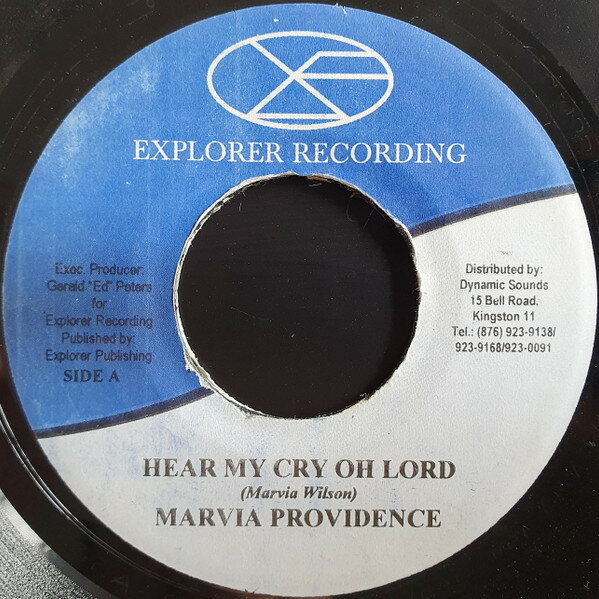 EXPLORER RECORDING
Exec. Producer:
Gerald "Ed" Peters
for
Explorer Recording
Published by:
Explorer Publishing
SIDE A
Distributed by:
Dynamic Sounds
15 Bell Road,
Kingston 11
Tel.: (876) 923-9138/
923-9168/923-0091
HEAR MY CRY OH LORD
(Marvia Wilson)
MARVIA PROVIDENCE